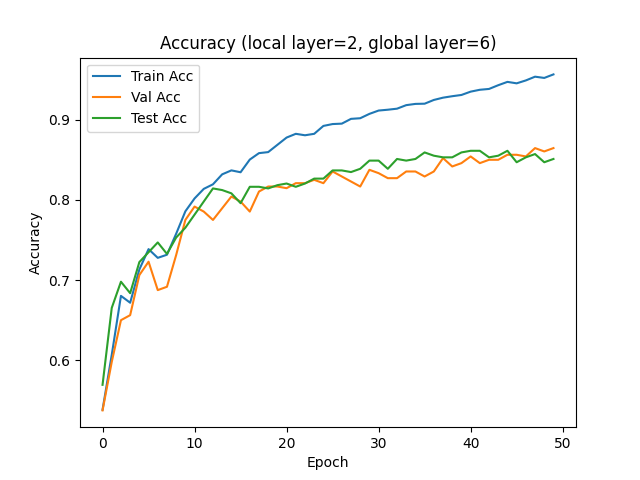 Accuracy (local layer=2, global layer=6)
Train Acc
Val Acc
Test Acc
Accuracy
0.9
0.8
0.7
0.6
0
10
20
30
40
50
Epoch